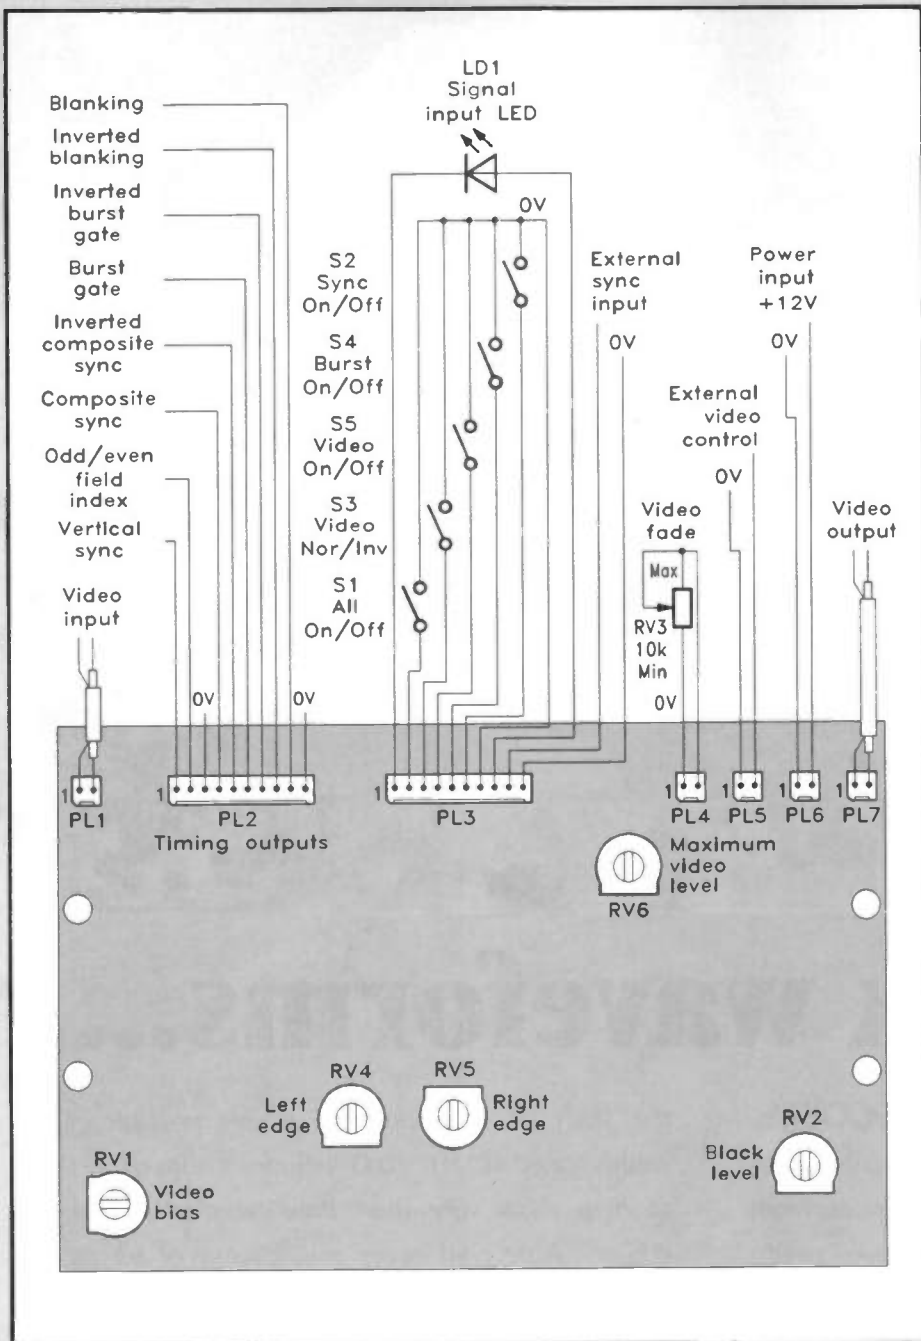 LD1
Signal
input LED
Blanking
Inverted
blanking
Inverted
burst
gate
Burst
gate
Inverted
composite
sync
Composite
sync
Odd/even
field
index
Vertical
sync
Video
input
0V
0V
0V
S2
Sync
On/Off
S4
Burst
On/Off
S5
Video
On/Off
S3
Video
Nor/Inv
S1
All
On/Off
External
sync
input
0V
Power
input
+12V
0V
External
video
control
0V
Video
fade
Max
RV3
10k
Min
0V
Video
output
1
PL1
1
PL2
Timing outputs
1
PL3
1
PL4
1
PL5
1
PL6
1
PL7
Maximum
video
level
RV6
RV4
Left
edge
RV5
Right
edge
RV2
Black
level
RV1
Video
bias